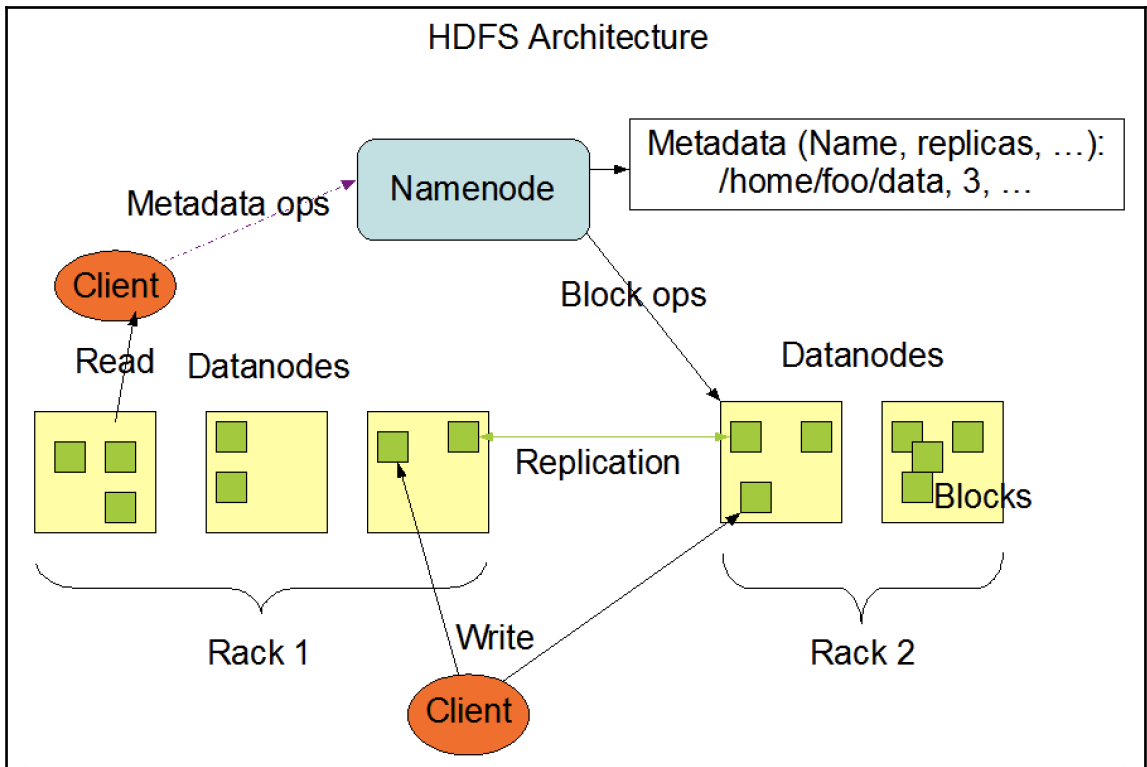 HDFS Architecture
Metadata (Name, replicas, …):
/home/foo/data, 3, …
Namenode
Metadata ops
Client
Block ops
Read
Datanodes
Datanodes
Replication
Blocks
Rack 1
Write
Rack 2
Client